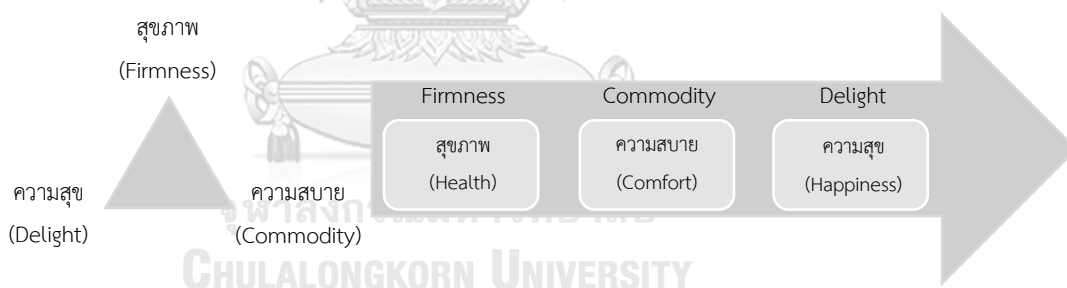 สุขภาพ
(Firmness)
ความสุข
(Delight)
ความสบาย
(Commodity)
Firmness
สุขภาพ
(Health)
Commodity
ความสบาย
(Comfort)
Delight
ความสุข
(Happiness)
จุฬาลงกรณ์มหาวิทยาลัย
CHULALONGKORN UNIVERSITY